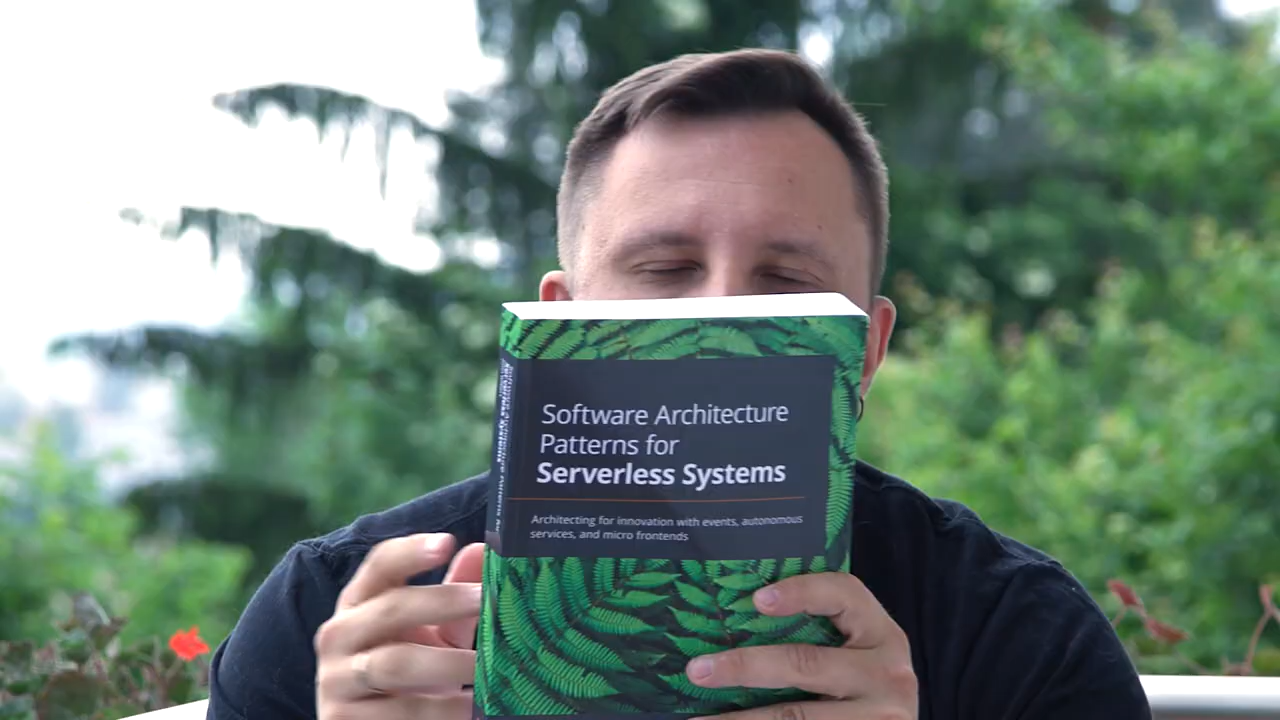 Software Architecture
Patterns for
Serverless Systems
Architecting for innovation with events, autonomous
services, and micro frontends